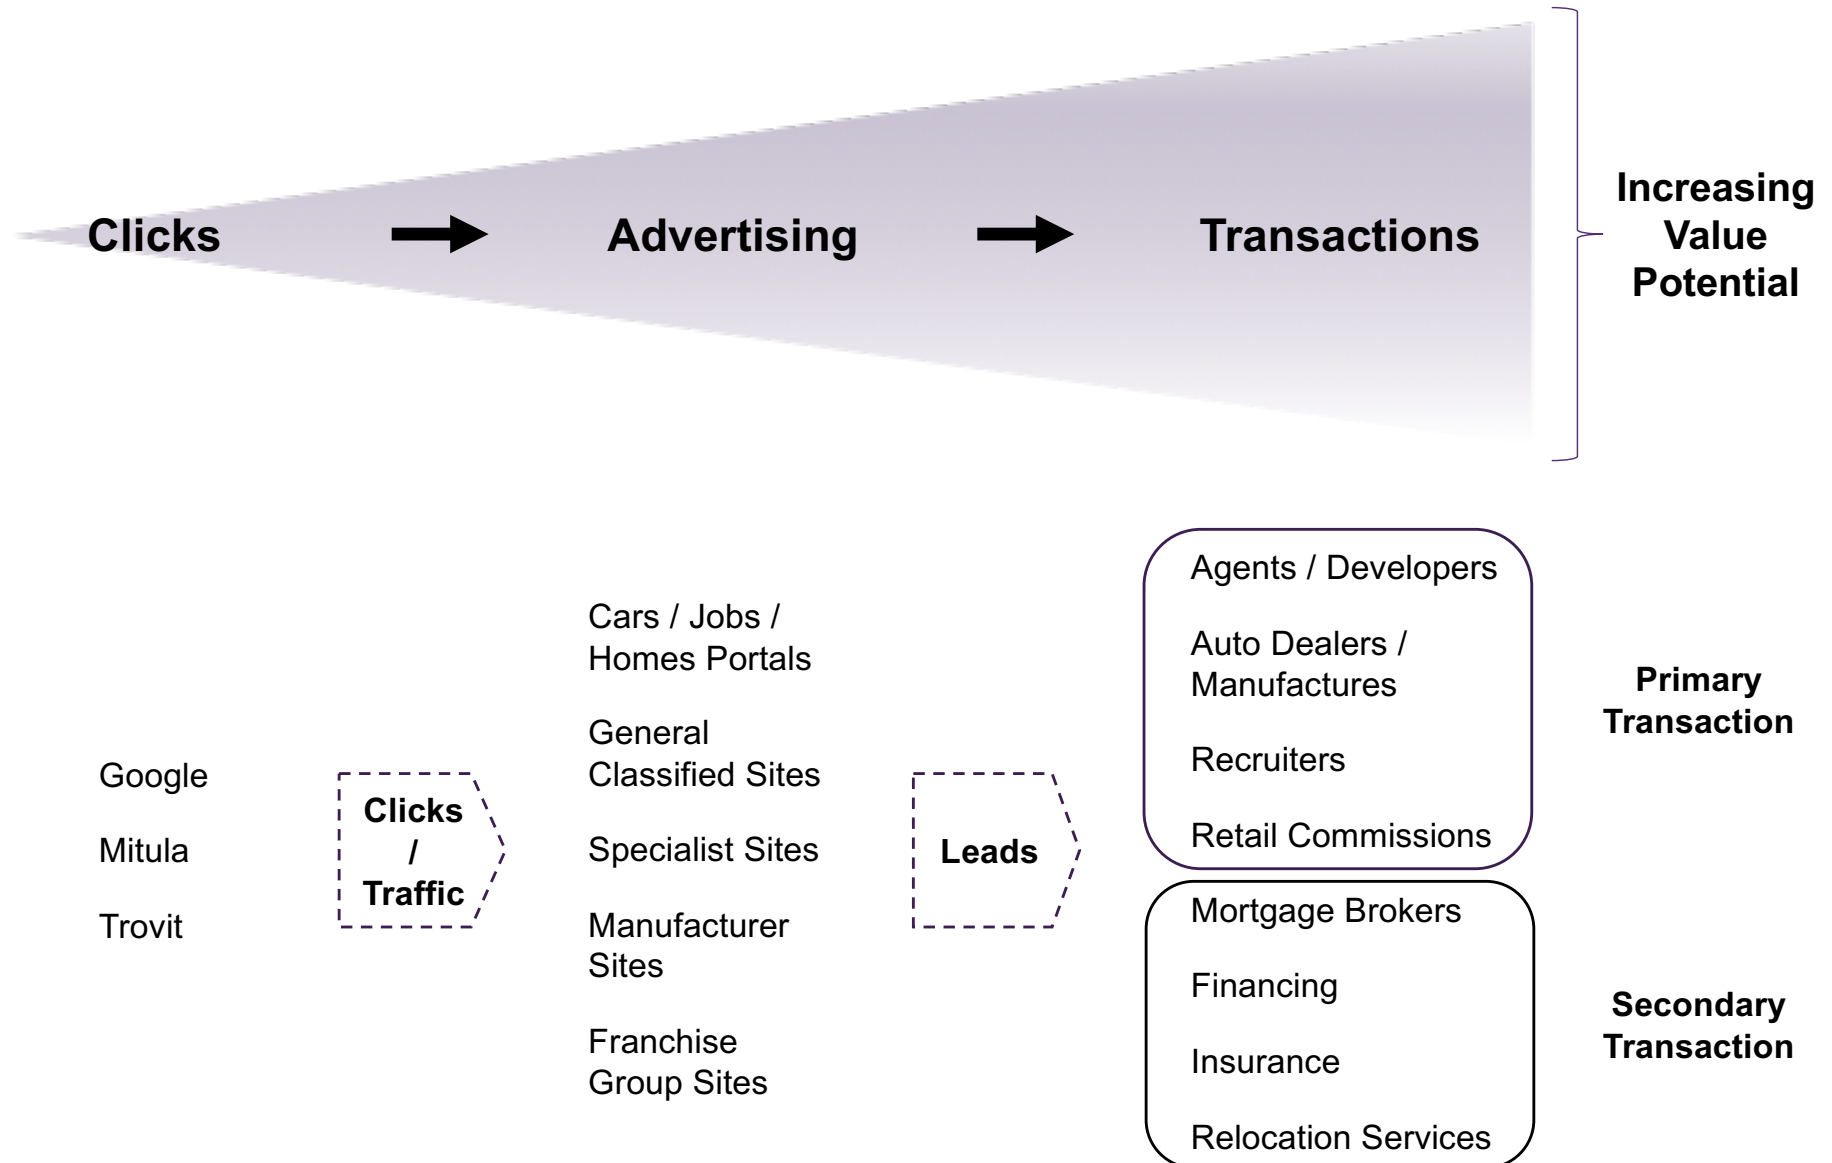 Clicks
Advertising
Transactions
Increasing
Value
Potential
Google
Mitula
Trovit
Clicks
/
Traffic
Cars / Jobs /
Homes Portals
General
Classified Sites
Specialist Sites
Manufacturer
Sites
Franchise
Group Sites
Leads
Agents / Developers
Auto Dealers /
Manufactures
Recruiters
Retail Commissions
Primary
Transaction
Mortgage Brokers
Financing
Insurance
Relocation Services
Secondary
Transaction